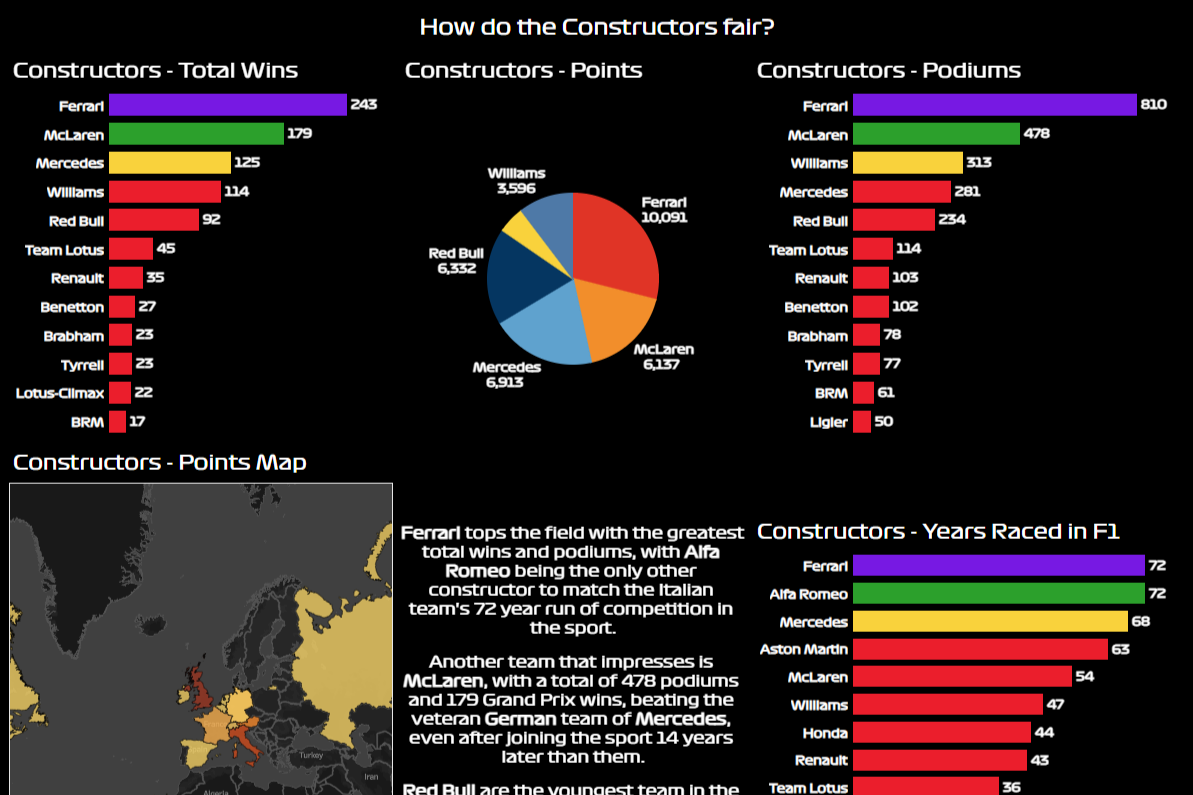 How do the Constructors fair?
Constructors - Total Wins
Ferrari 243
McLaren 179
Mercedes 125
Williams 114
Red Bull 92
Team Lotus 45
Renault 35
Benetton 27
Brabham 23
Tyrrell 23
Lotus-Climax 22
BRM 17
Constructors - Points
Williams
3,596
Ferrari
10,091
Red Bull
6,332
McLaren
6,137
Mercedes
6,913
Constructors - Podiums
Ferrari 810
McLaren 478
Williams 313
Mercedes 281
Red Bull 234
Team Lotus 114
Renault 103
Benetton 102
Brabham 78
Tyrrell 77
BRM 61
Ligier 50
Constructors - Points Map
Turkey
Iran
Algeria
Ferrari tops the field with the greatest
total wins and podiums, with Alfa
Romeo being the only other
constructor to match the Italian
team's 72 year run of competition in
the sport.
Another team that impresses is
McLaren, with a total of 478 podiums
and 179 Grand Prix wins, beating the
veteran German team of Mercedes,
even after joining the sport 14 years
later than them.
Red Bull are the youngest team in the
Constructors - Years Raced in F1
Ferrari 72
Alfa Romeo 72
Mercedes 68
Aston Martin 63
McLaren 54
Williams 47
Honda 44
Renault 43
Team Lotus 36